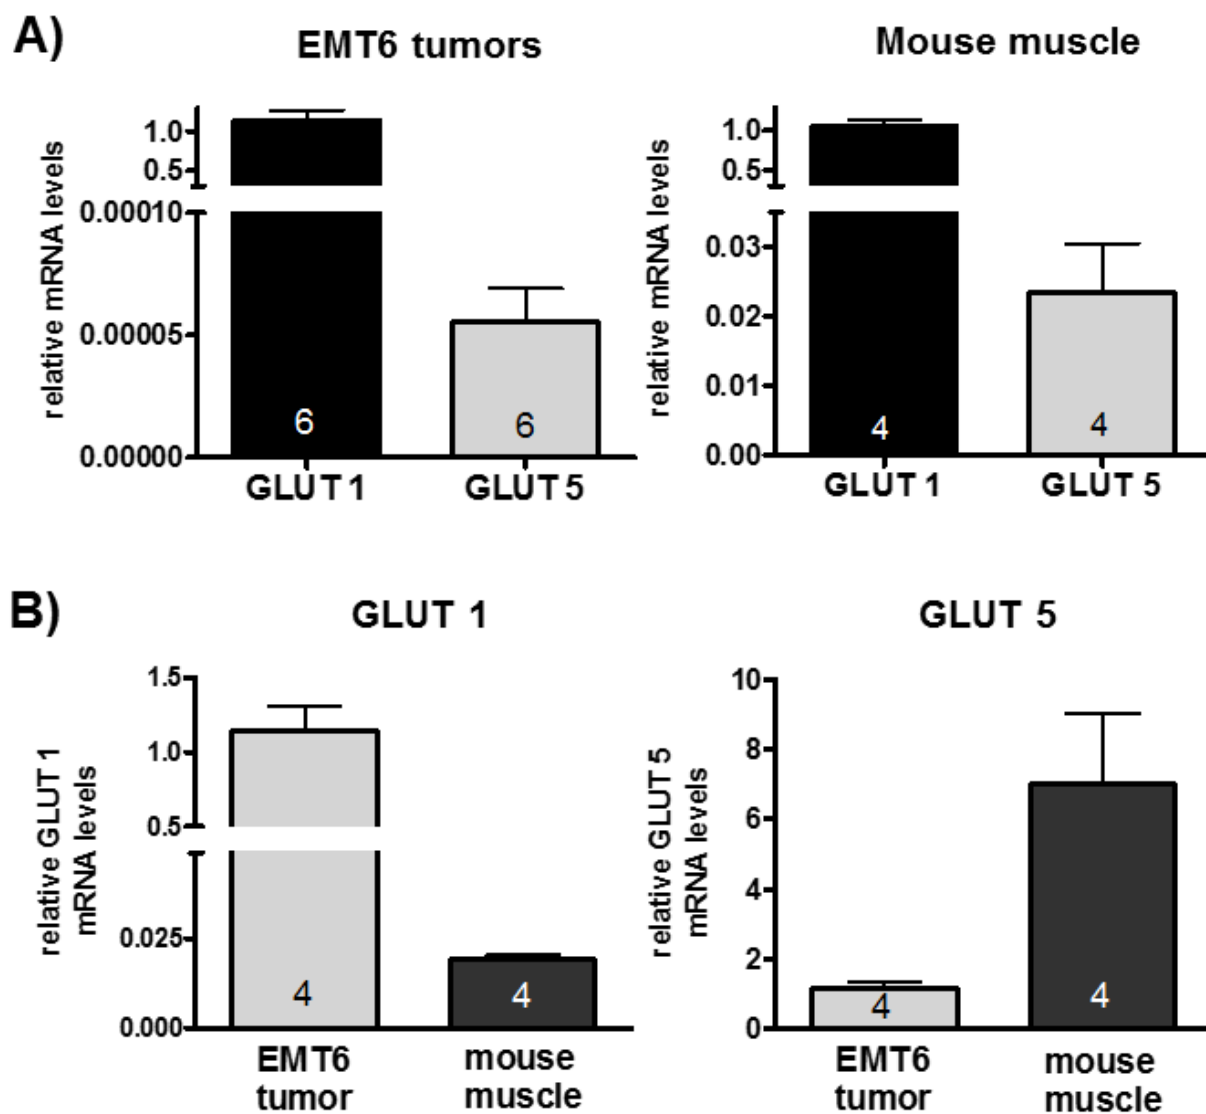 A)
EMT6 tumors
Mouse muscle
relative mRNA levels
1.0
0.5
0.00010
0.00005
0.00000
6
6
GLUT 1
GLUT 5
relative mRNA levels
1.0
0.5
0.03
0.02
0.01
0.00
4
4
GLUT 1
GLUT 5
B)
GLUT 1
GLUT 5
relative GLUT 1
mRNA levels
1.5
1.0
0.5
0.025
0.000
4
4
EMT6
tumor
mouse
muscle
relative GLUT 5
mRNA levels
10
8
6
4
2
0
4
4
EMT6
tumor
mouse
muscle